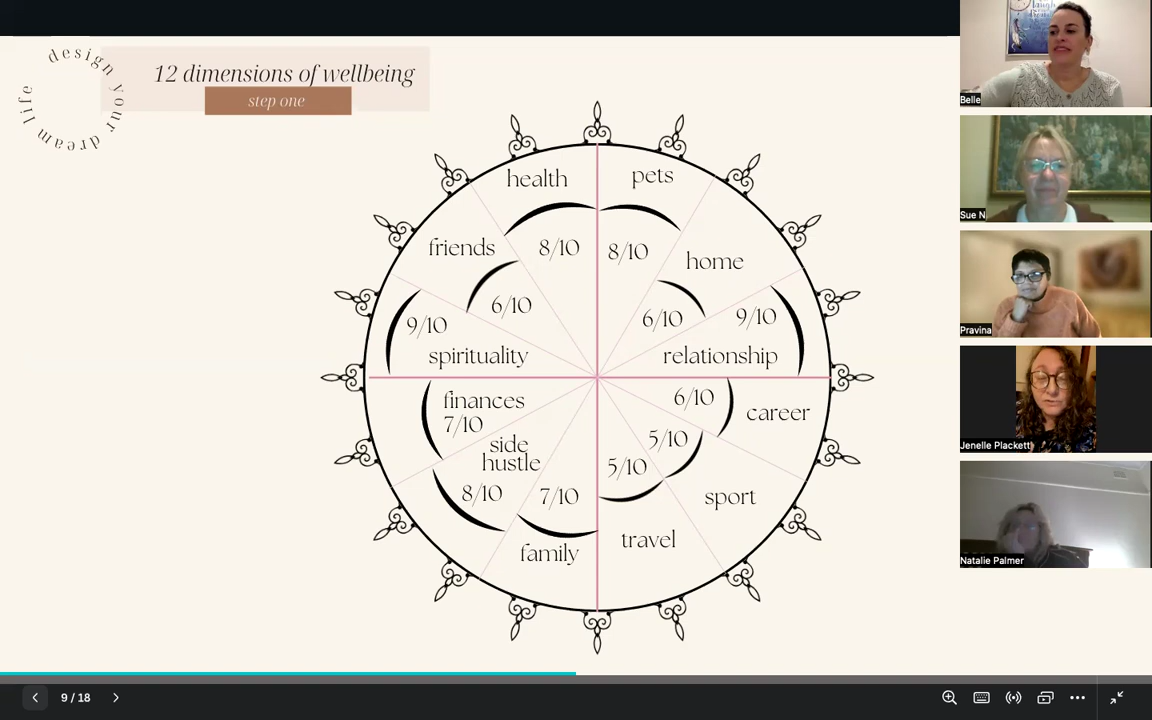 design your dream life
12 dimensions of wellbeing
step one
health
8/10
pets
8/10
friends
6/10
home
6/10
9/10
spirituality
9/10
relationship
finances
7/10
side
hustle
8/10
7/10
family
6/10
career
5/10
sport
5/10
travel
9 / 18
Belle
laugh
Sue N
Pravina
Jenelle Plackett
Natalie Palmer